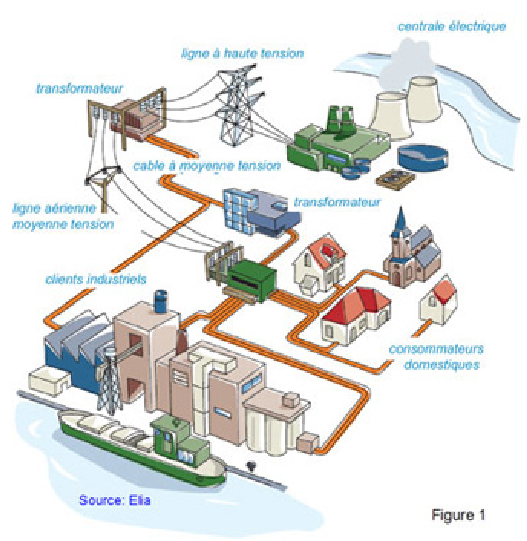 centrale électrique
ligne à haute tension
transformateur
cable à moyenne tension
ligne aérienne
moyenne tension
transformateur
clients industriels
consommateurs
domestiques
Source: Elia
Figure 1